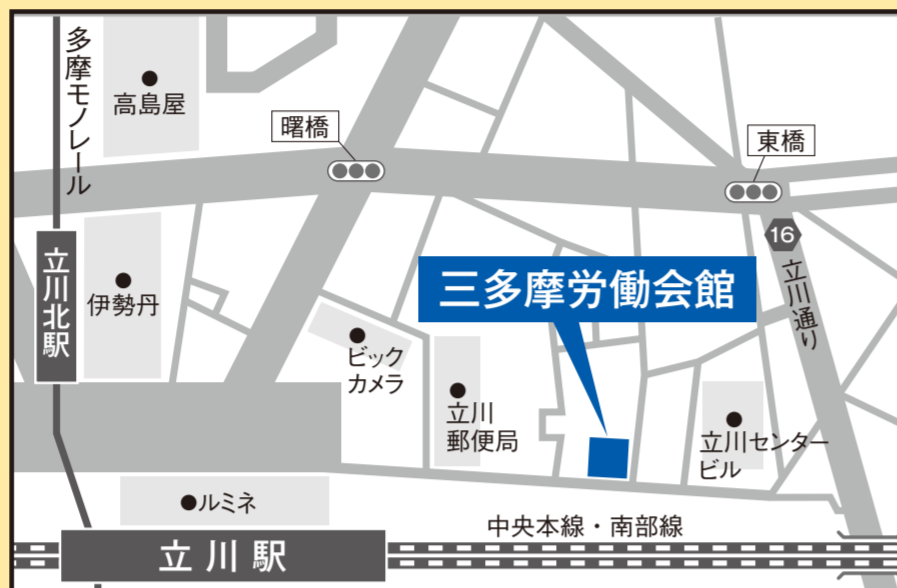 多摩モノレール
高島屋
曙橋
東橋
16
立川通り
立川北駅
伊勢丹
三多摩労働会館
ビック
カメラ
立川
郵便局
立川センター
ビル
ルミネ
中央本線・南部線
立川駅